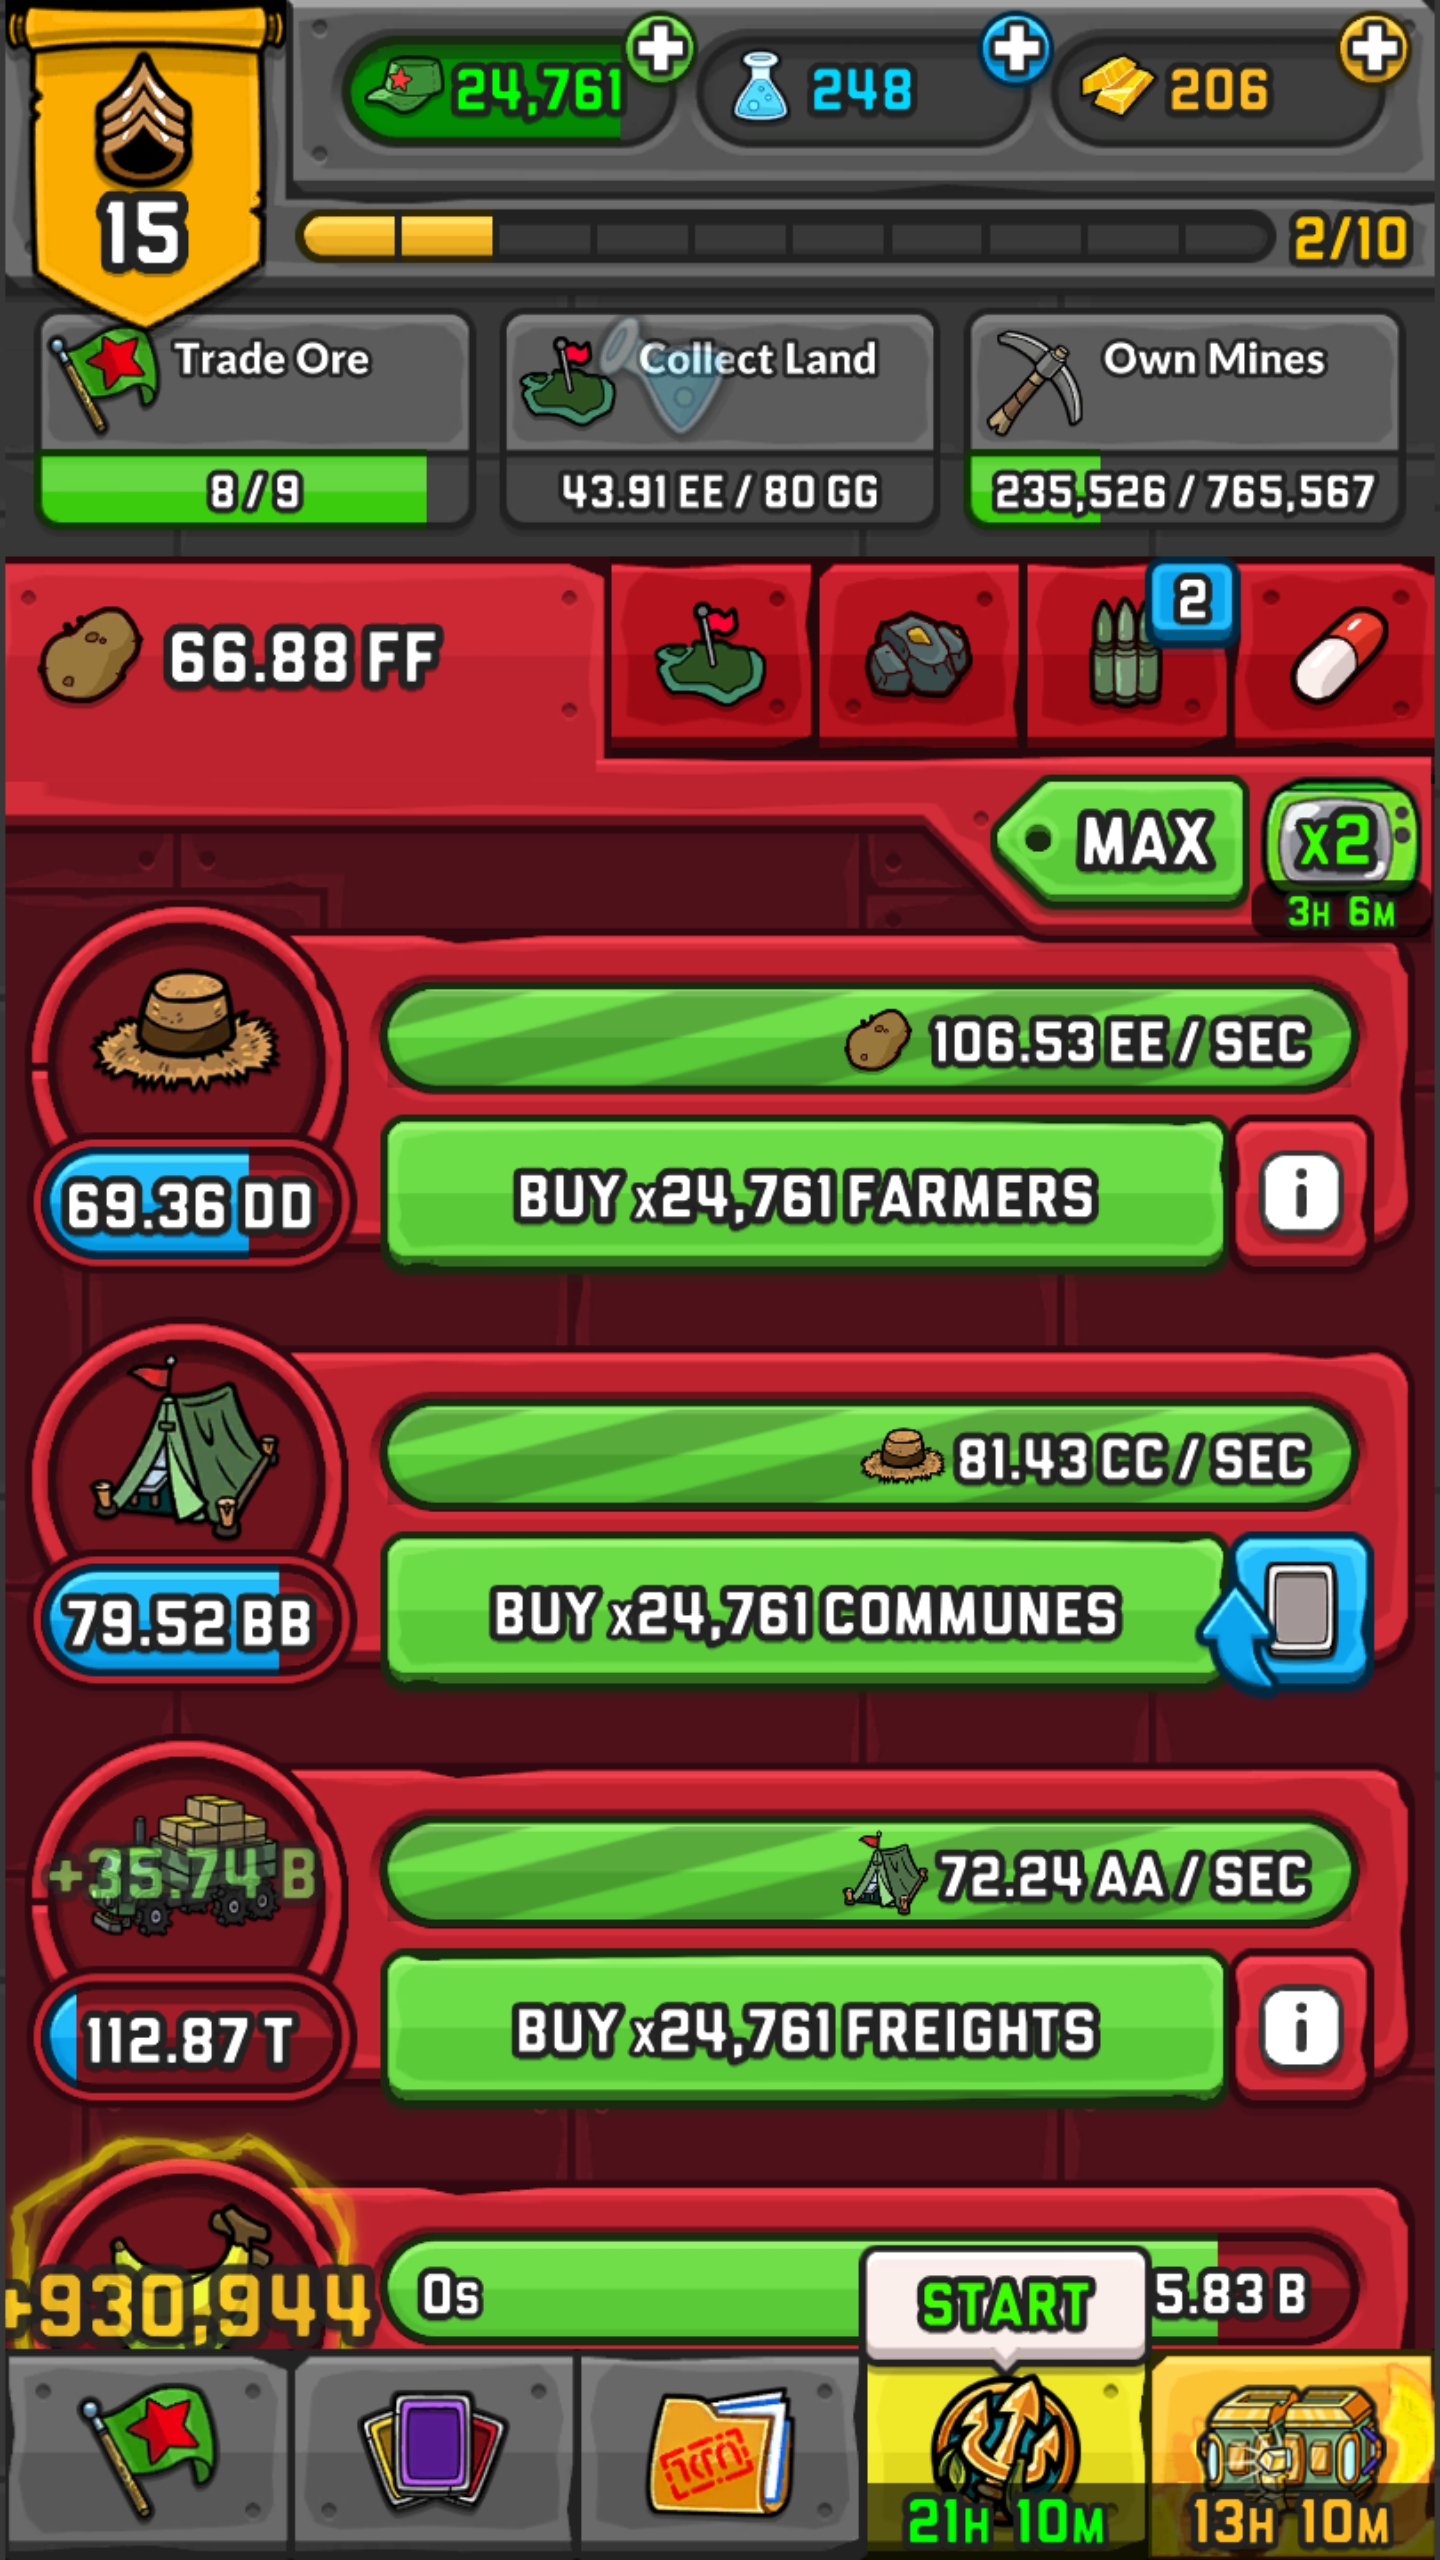 24,761
248
206
15
2/10
Trade Ore
Collect Land
Own Mines
8/9
43.91 EE / 80 GG
235,526 / 765,567
66.88 FF
2
MAX
x2
3H 6M
106.53 EE / SEC
69.36 DD
BUY x24,761 FARMERS
81.43 CC / SEC
79.52 BB
BUY x24,761 COMMUNES
+35.74 B
72.24 AA / SEC
112.87 T
BUY x24,761 FREIGHTS
+930,944
0s
5.83 B
START
21H 10M
13H 10M